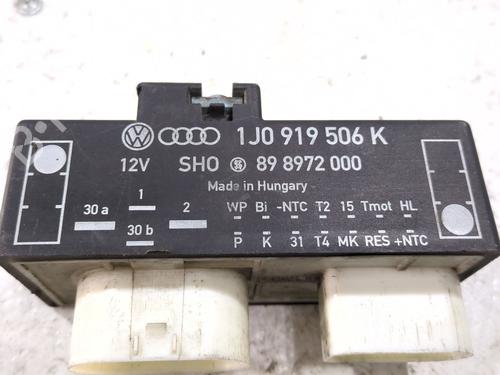 1J0 919 506 K
12V SHO 89 8972 000
Made in Hungary
1
30 a 2
30 b
WP Bi -NTC T2 15 Tmot HL
P K 31 T4 MK RES +NTC